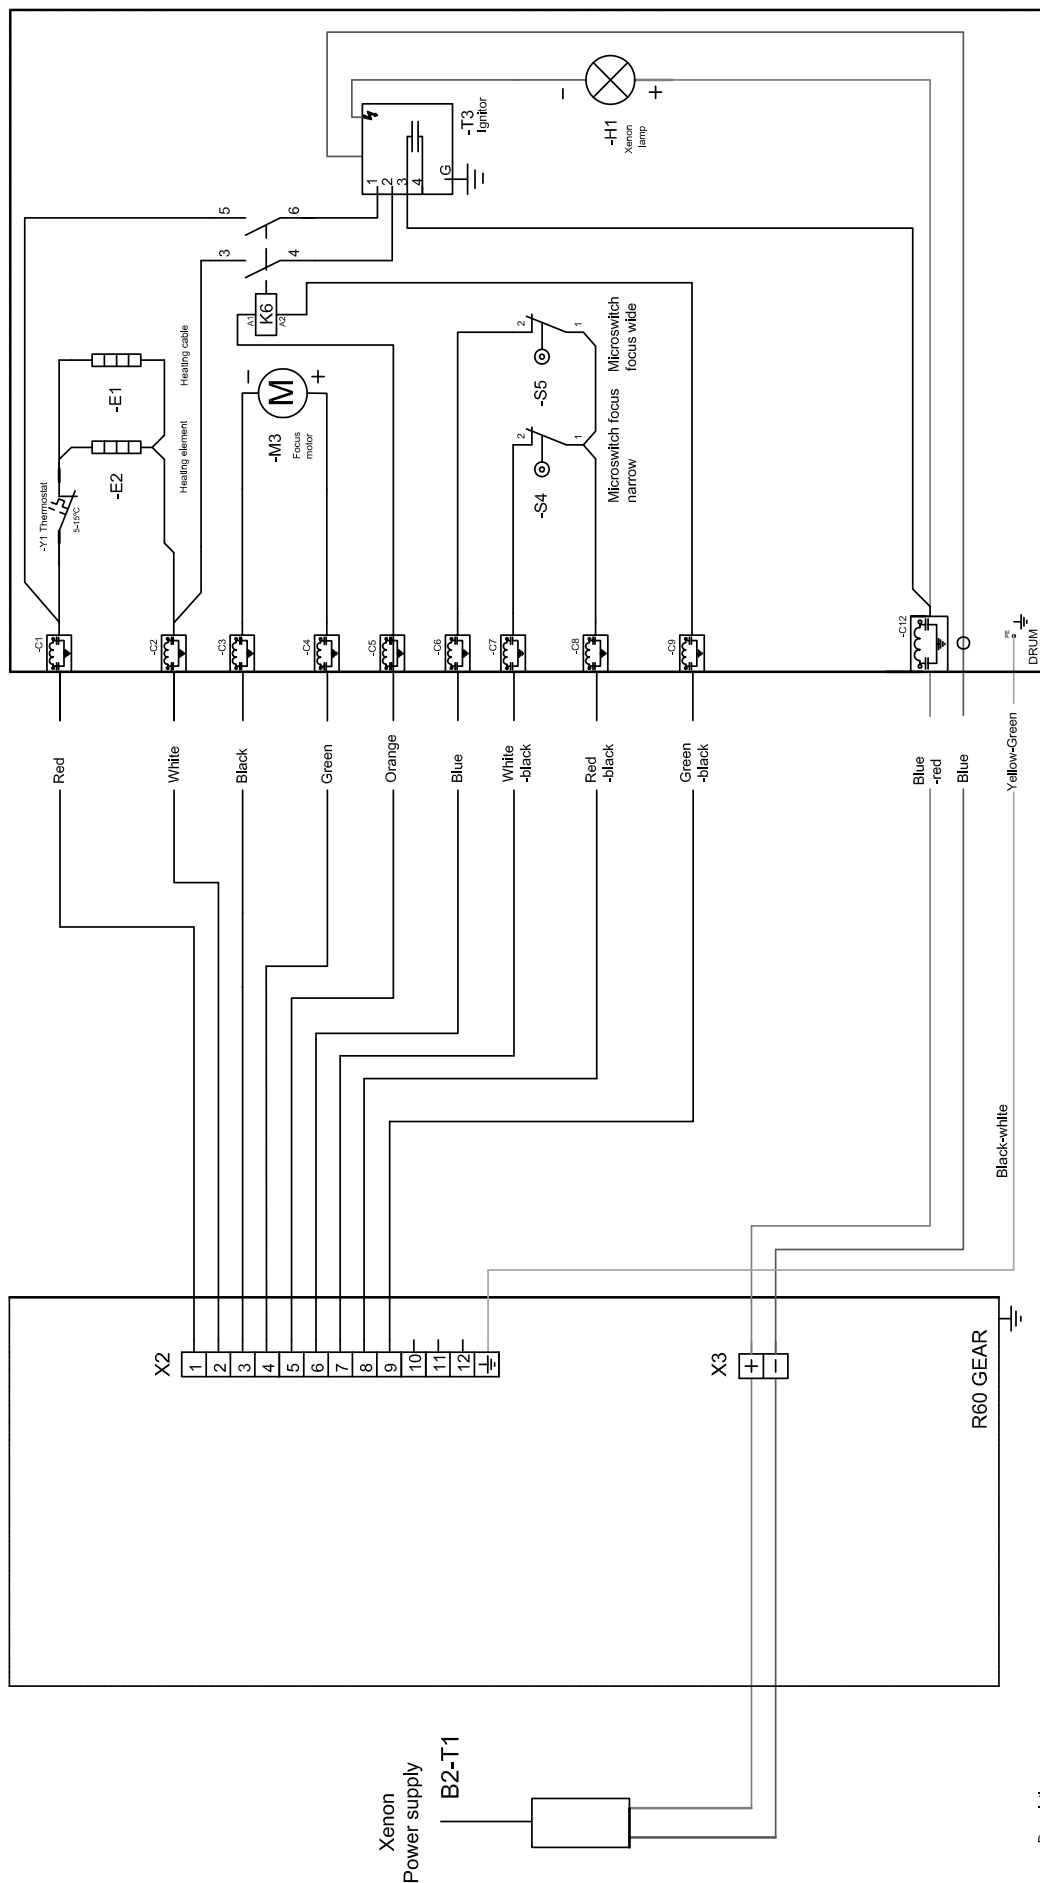 Xenon
Power supply
B2-T1
R60 GEAR
X2
1
2
3
4
5
6
7
8
9
10
11
12
X3
+
−
Red
White
Black
Green
Orange
Blue
White
-black
Red
-black
Green
-black
Blue
-red
Blue
Yellow-Green
Black-white
-C1
-C2
-C3
-C4
-C5
-C6
-C7
-C8
-C9
-C12
PE
DRUM
-Y1 Thermostat
5-15°C
-E2
Heating element
-E1
Heating cable
-M3
Focus
motor
M
−
+
K6
A1
A2
3
4
5
6
-S4
2
1
Microswitch focus
narrow
-S5
2
1
Microswitch
focus wide
-T3
Ignitor
1
2
3
4
G
-H1
Xenon
lamp
−
+